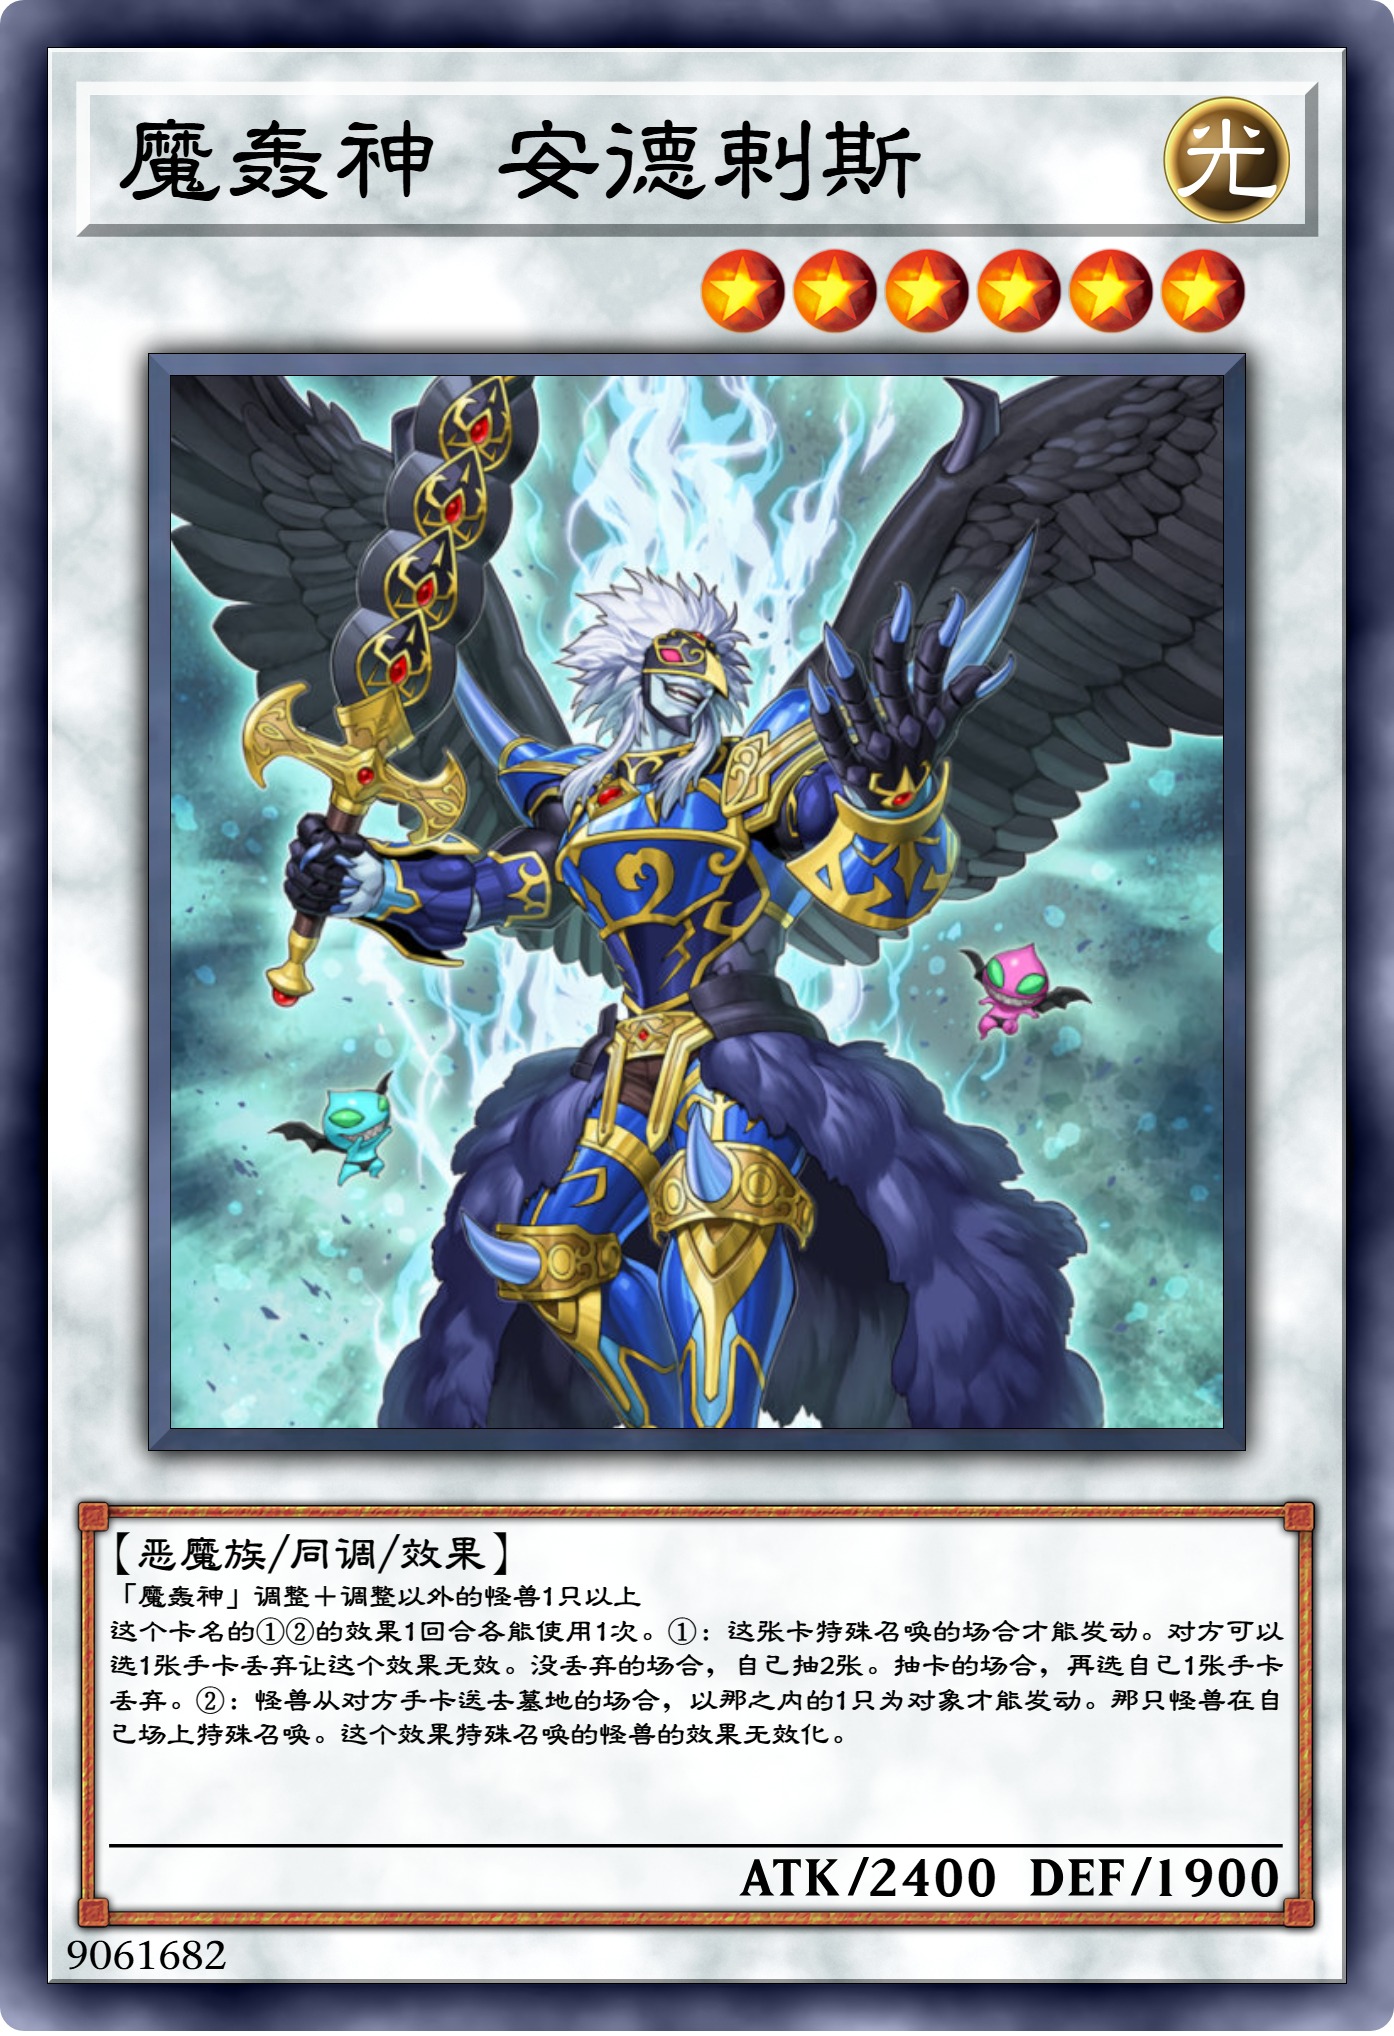 魔轰神 安德剌斯
光
【恶魔族/同调/效果】
「魔轰神」调整＋调整以外的怪兽1只以上
这个卡名的①②的效果1回合各能使用1次。①：这张卡特殊召唤的场合才能发动。对方可以
选1张手卡丢弃让这个效果无效。没丢弃的场合，自己抽2张。抽卡的场合，再选自己1张手卡
丢弃。②：怪兽从对方手卡送去墓地的场合，以那之内的1只为对象才能发动。那只怪兽在自
己场上特殊召唤。这个效果特殊召唤的怪兽的效果无效化。
ATK/2400 DEF/1900
9061682